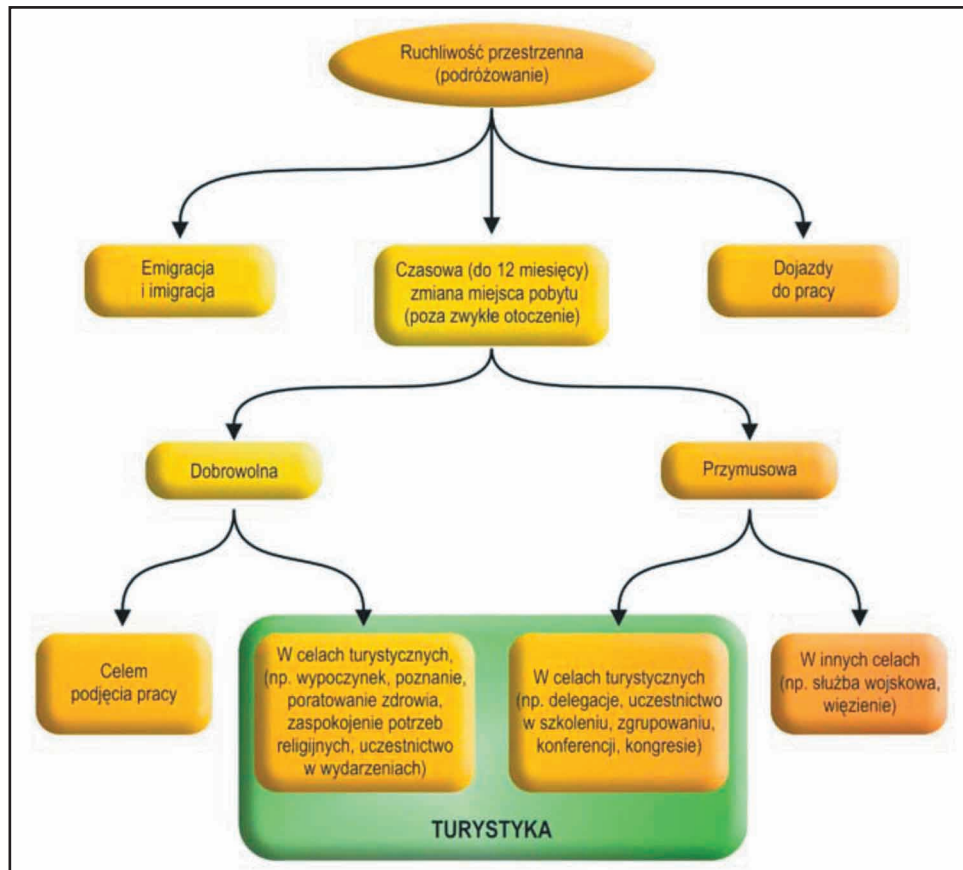 Ruchliwość przestrzenna
(podróżowanie)
Emigracja
i imigracja
Czasowa (do 12 miesięcy)
zmiana miejsca pobytu
(poza zwykłe otoczenie)
Dojazdy
do pracy
Dobrowolna
Przymusowa
Celem
podjęcia pracy
W celach turystycznych,
(np. wypoczynek, poznanie,
poratowanie zdrowia,
zaspokojenie potrzeb
religijnych, uczestnictwo
w wydarzeniach)
W celach turystycznych
(np. delegacje, uczestnictwo
w szkoleniu, zgrupowaniu,
konferencji, kongresie)
W innych celach
(np. służba wojskowa,
więzienie)
TURYSTYKA